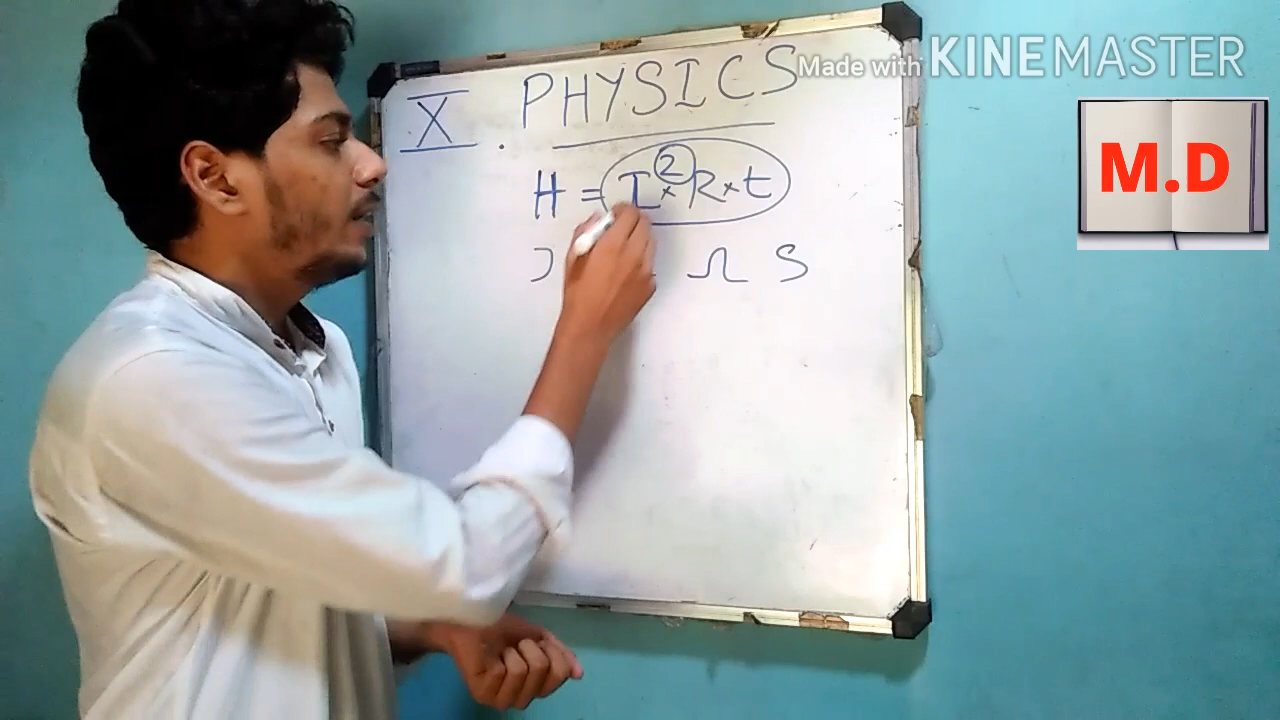 Made with KINEMASTER
M.D
X. PHYSICS
H = I² × R × t
J Ω S